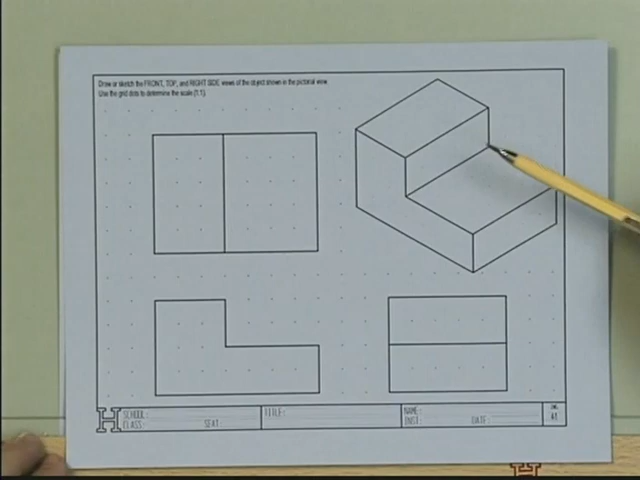 Draw or sketch the FRONT, TOP, and RIGHT SIDE views of the object shown in the pictorial view.
Use the grid dots to determine the scale (1:1).
H
SCHOOL:
CLASS: SEAT:
TITLE:
NAME:
INST: DATE:
41
H